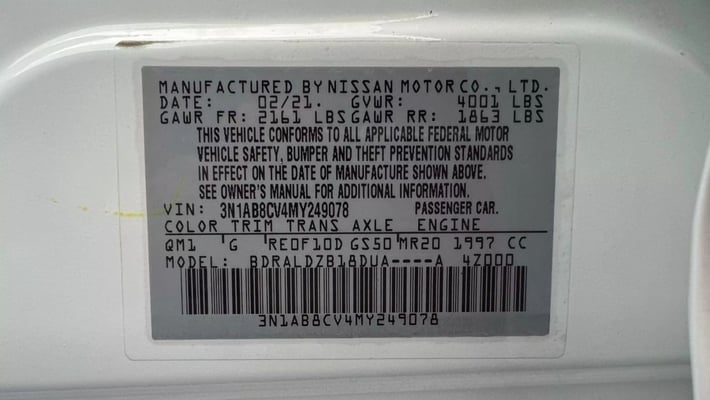 MANUFACTURED BY NISSAN MOTOR CO., LTD.
DATE: 02/21. GVWR: 4001 LBS
GAWR FR: 2161 LBS GAWR RR: 1863 LBS
THIS VEHICLE CONFORMS TO ALL APPLICABLE FEDERAL MOTOR
VEHICLE SAFETY, BUMPER AND THEFT PREVENTION STANDARDS
IN EFFECT ON THE DATE OF MANUFACTURE SHOWN ABOVE.
SEE OWNER'S MANUAL FOR ADDITIONAL INFORMATION.
VIN: 3N1AB8CV4MY249078 PASSENGER CAR.
COLOR TRIM TRANS AXLE ENGINE
QM1 'G RE0F10D GS50 MR20 1997 CC
MODEL: BDRALDZB18DUA----A 4Z000
3N1AB8CV4MY249078